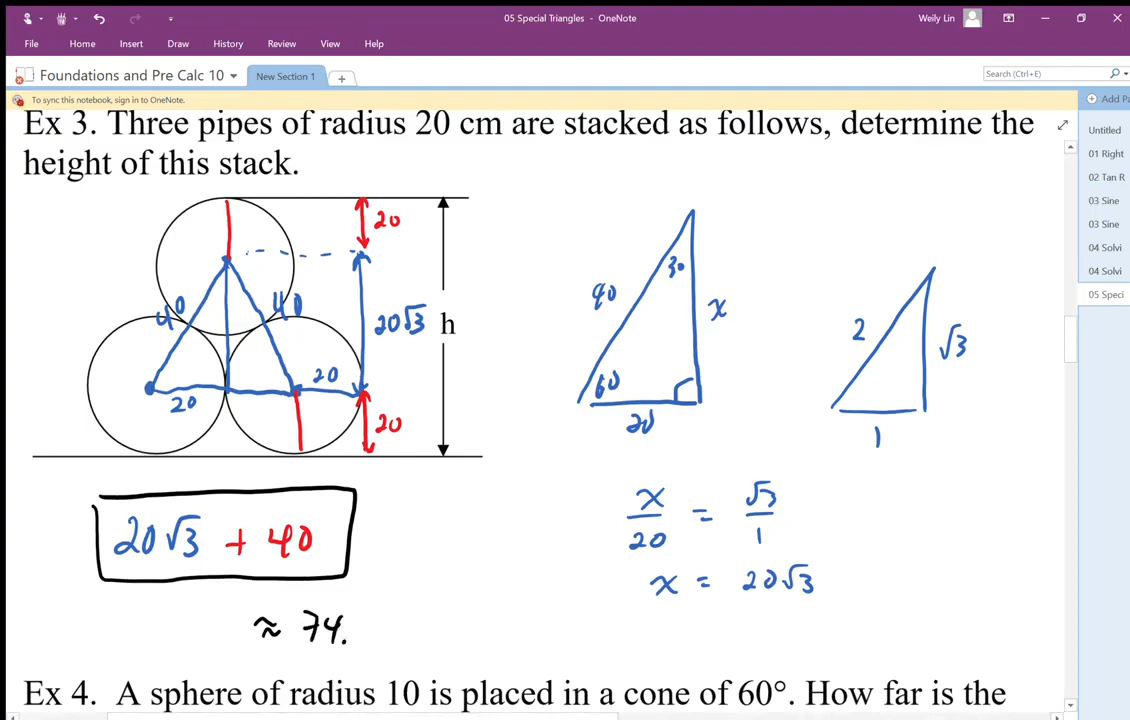 05 Special Triangles - OneNote
Weily Lin
File Home Insert Draw History Review View Help
Foundations and Pre Calc 10
New Section 1
+
Search (Ctrl+E)
To sync this notebook, sign in to OneNote.
Add Pa
Untitled
01 Right
02 Tan R
03 Sine
03 Sine
04 Solvi
04 Solvi
05 Speci
Ex 3. Three pipes of radius 20 cm are stacked as follows, determine the
height of this stack.
20
40 40
20√3 h
20 20
20
30
40 x
60
20
2 √3
1
x/20 = √3/1
x = 20√3
20√3 + 40
≈ 74.
Ex 4. A sphere of radius 10 is placed in a cone of 60°. How far is the